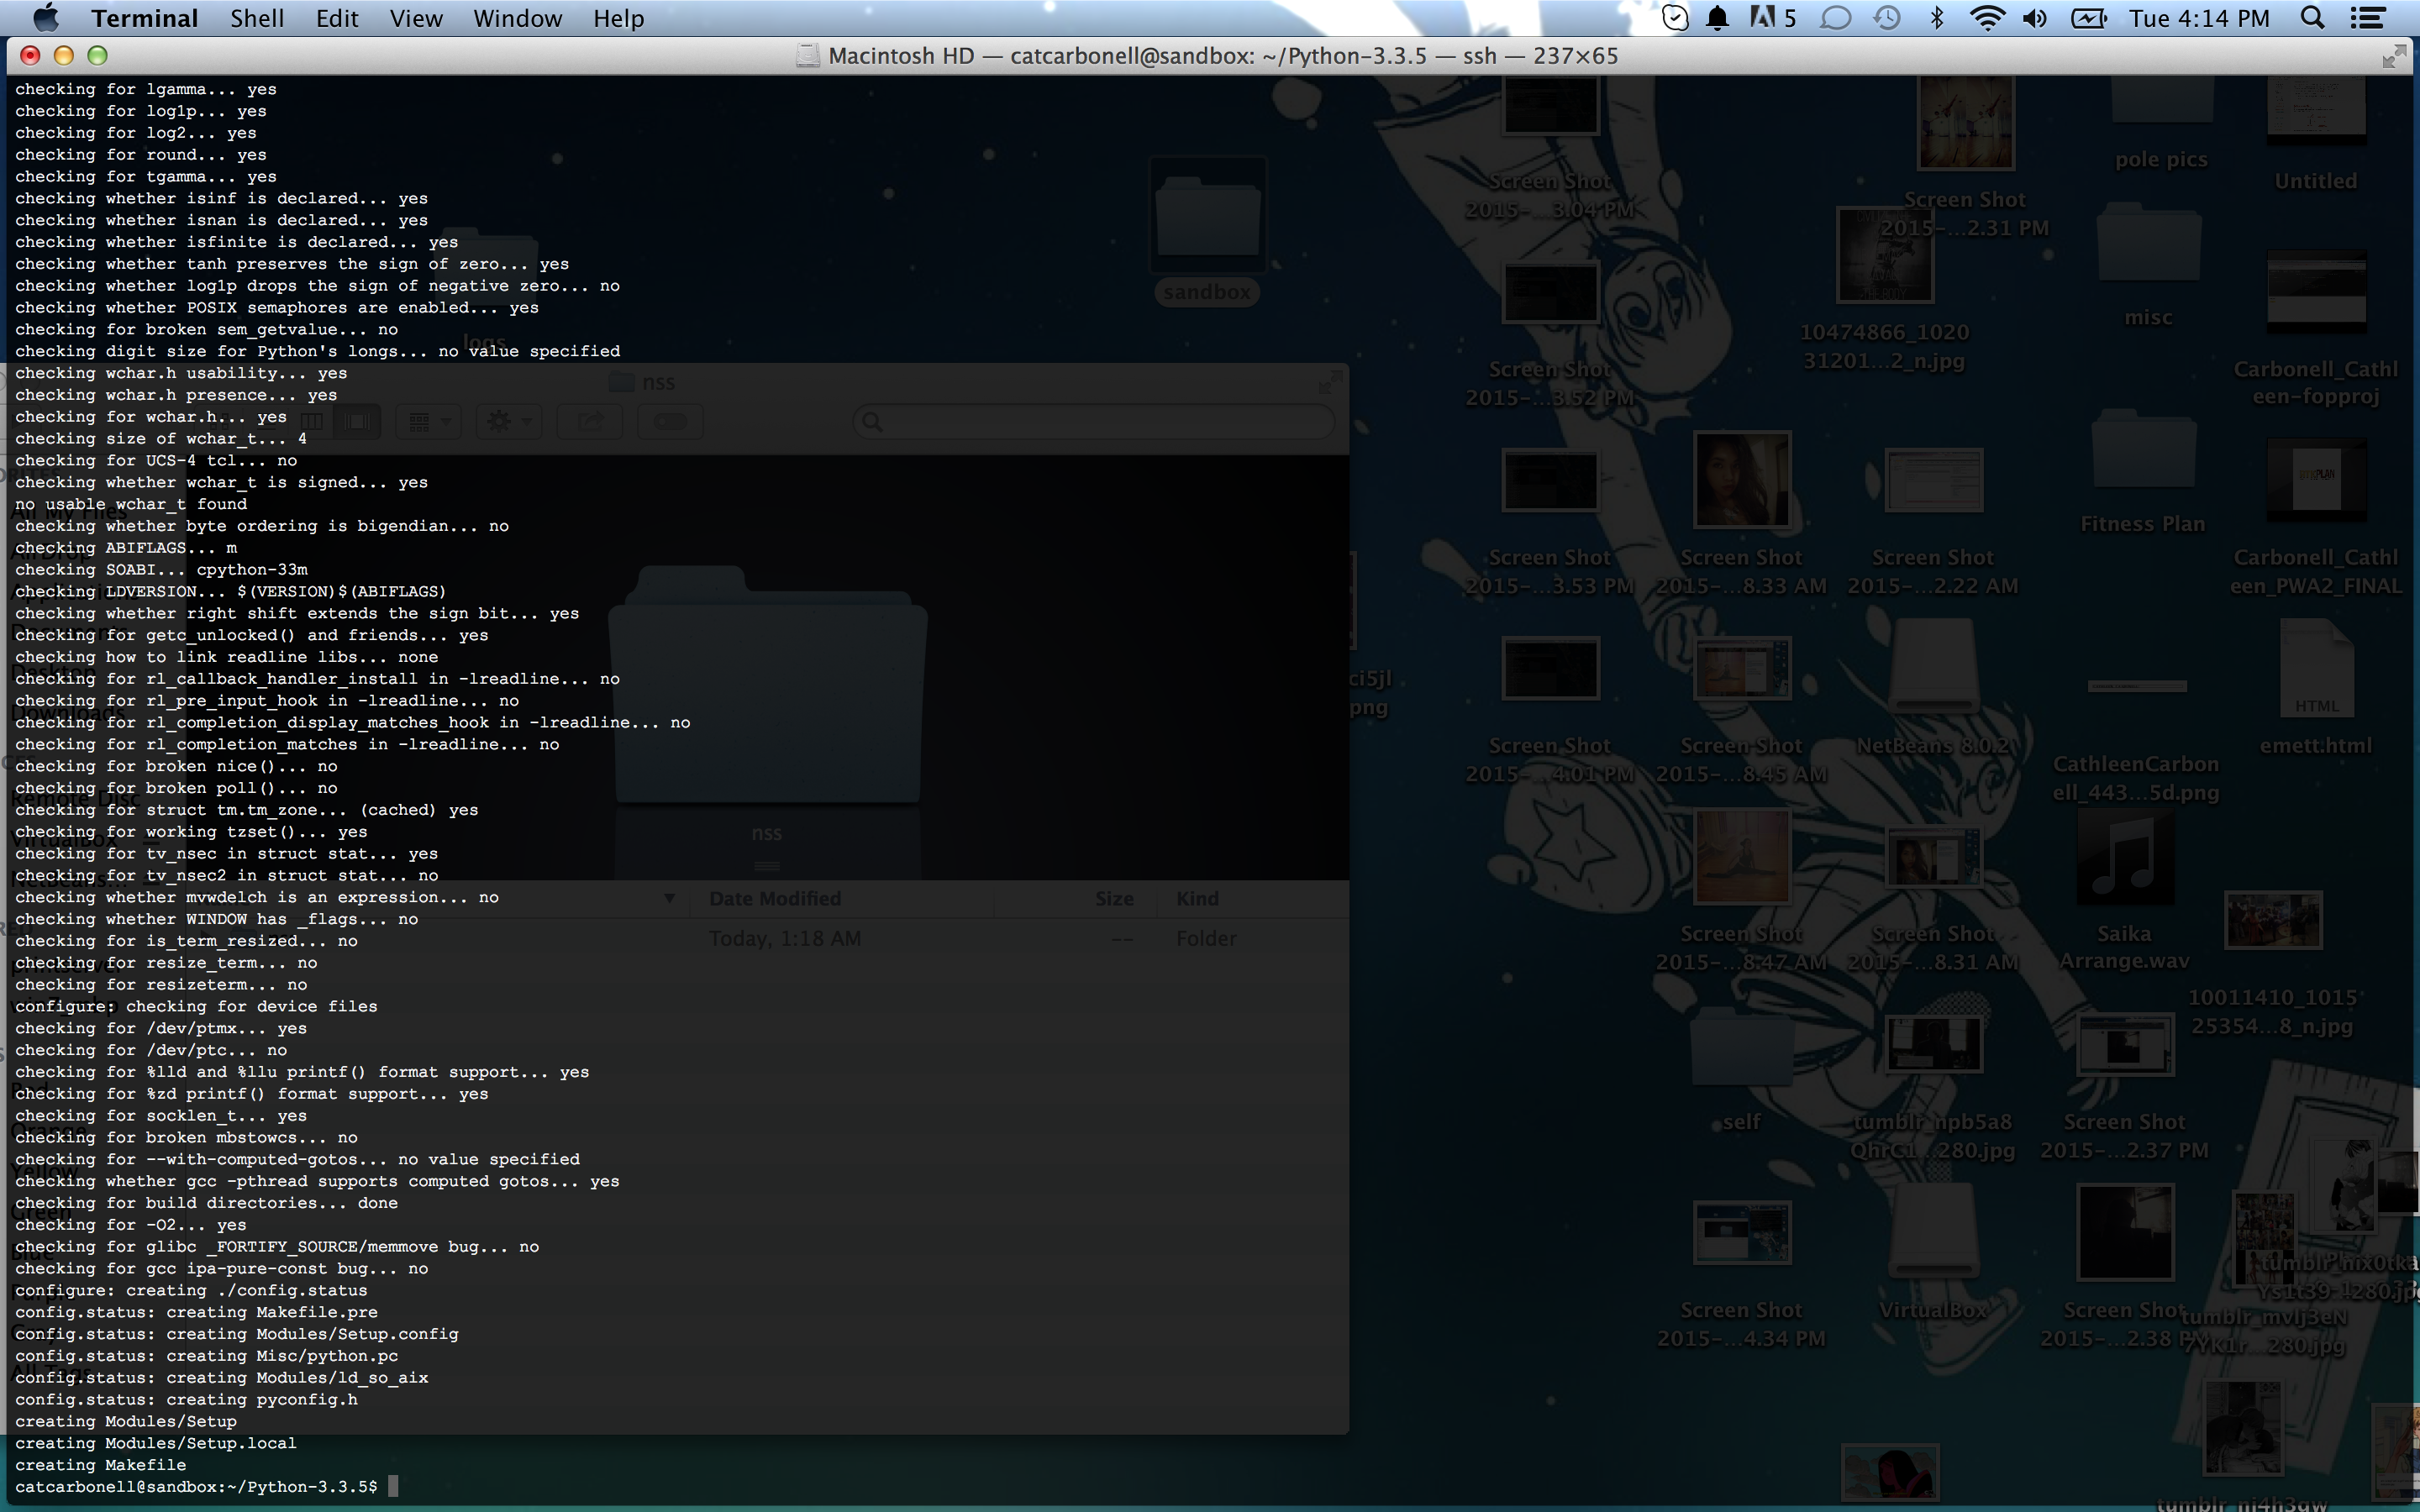 Terminal Shell Edit View Window Help 5 Tue 4:14 PM
Macintosh HD — catcarbonell@sandbox: ~/Python-3.3.5 — ssh — 237×65
checking for lgamma... yes
checking for log1p... yes
checking for log2... yes
checking for round... yes
checking for tgamma... yes
checking whether isinf is declared... yes
checking whether isnan is declared... yes
checking whether isfinite is declared... yes
checking whether tanh preserves the sign of zero... yes
checking whether log1p drops the sign of negative zero... no
checking whether POSIX semaphores are enabled... yes
checking for broken sem_getvalue... no
checking digit size for Python's longs... no value specified
checking wchar.h usability... yes
checking wchar.h presence... yes
checking for wchar.h... yes
checking size of wchar_t... 4
checking for UCS-4 tcl... no
checking whether wchar_t is signed... yes
no usable wchar_t found
checking whether byte ordering is bigendian... no
checking ABIFLAGS... m
checking SOABI... cpython-33m
checking LDVERSION... $(VERSION)$(ABIFLAGS)
checking whether right shift extends the sign bit... yes
checking for getc_unlocked() and friends... yes
checking how to link readline libs... none
checking for rl_callback_handler_install in -lreadline... no
checking for rl_pre_input_hook in -lreadline... no
checking for rl_completion_display_matches_hook in -lreadline... no
checking for rl_completion_matches in -lreadline... no
checking for broken nice()... no
checking for broken poll()... no
checking for struct tm.tm_zone... (cached) yes
checking for working tzset()... yes
checking for tv_nsec in struct stat... yes
checking for tv_nsec2 in struct stat... no
checking whether mvwdelch is an expression... no
checking whether WINDOW has _flags... no
checking for is_term_resized... no
checking for resize_term... no
checking for resizeterm... no
configure: checking for device files
checking for /dev/ptmx... yes
checking for /dev/ptc... no
checking for %lld and %llu printf() format support... yes
checking for %zd printf() format support... yes
checking for socklen_t... yes
checking for broken mbstowcs... no
checking for --with-computed-gotos... no value specified
checking whether gcc -pthread supports computed gotos... yes
checking for build directories... done
checking for -O2... yes
checking for glibc _FORTIFY_SOURCE/memmove bug... no
checking for gcc ipa-pure-const bug... no
configure: creating ./config.status
config.status: creating Makefile.pre
config.status: creating Modules/Setup.config
config.status: creating Misc/python.pc
config.status: creating Modules/ld_so_aix
config.status: creating pyconfig.h
creating Modules/Setup
creating Modules/Setup.local
creating Makefile
catcarbonell@sandbox:~/Python-3.3.5$
logs
sandbox
nss
nss
Date Modified Size Kind
Today, 1:18 AM -- Folder
Screen Shot
2015-...3.04 PM
Screen Shot
2015-...3.52 PM
Screen Shot
2015-...3.53 PM
Screen Shot
2015-...4.01 PM
ci5jl
png
Screen Shot
2015-...8.33 AM
Screen Shot
2015-...8.45 AM
Screen Shot
2015-...8.47 AM
self
Screen Shot
2015-...4.34 PM
Screen Shot
2015-...2.31 PM
10474866_1020
31201...2_n.jpg
Screen Shot
2015-...2.22 AM
NetBeans 8.0.2
Screen Shot
2015-...8.31 AM
tumblr_npb5a8
QhrC1...280.jpg
VirtualBox
pole pics
misc
Fitness Plan
CathleenCarbon
ell_443...5d.png
Saika
Arrange.wav
Screen Shot
2015-...2.37 PM
Screen Shot
2015-...2.38 PM
Untitled
Carbonell_Cathl
een-fopproj
Carbonell_Cathl
een_PWA2_FINAL
HTML
emett.html
10011410_1015
25354...8_n.jpg
tumblr_nix0tka
tumblr_mvlj3eN
7YK1r...280.jpg